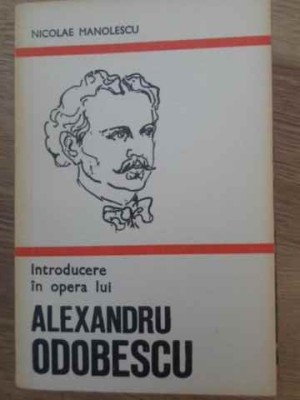 NICOLAE MANOLESCU
Introducere
în opera lui
ALEXANDRU
ODOBESCU